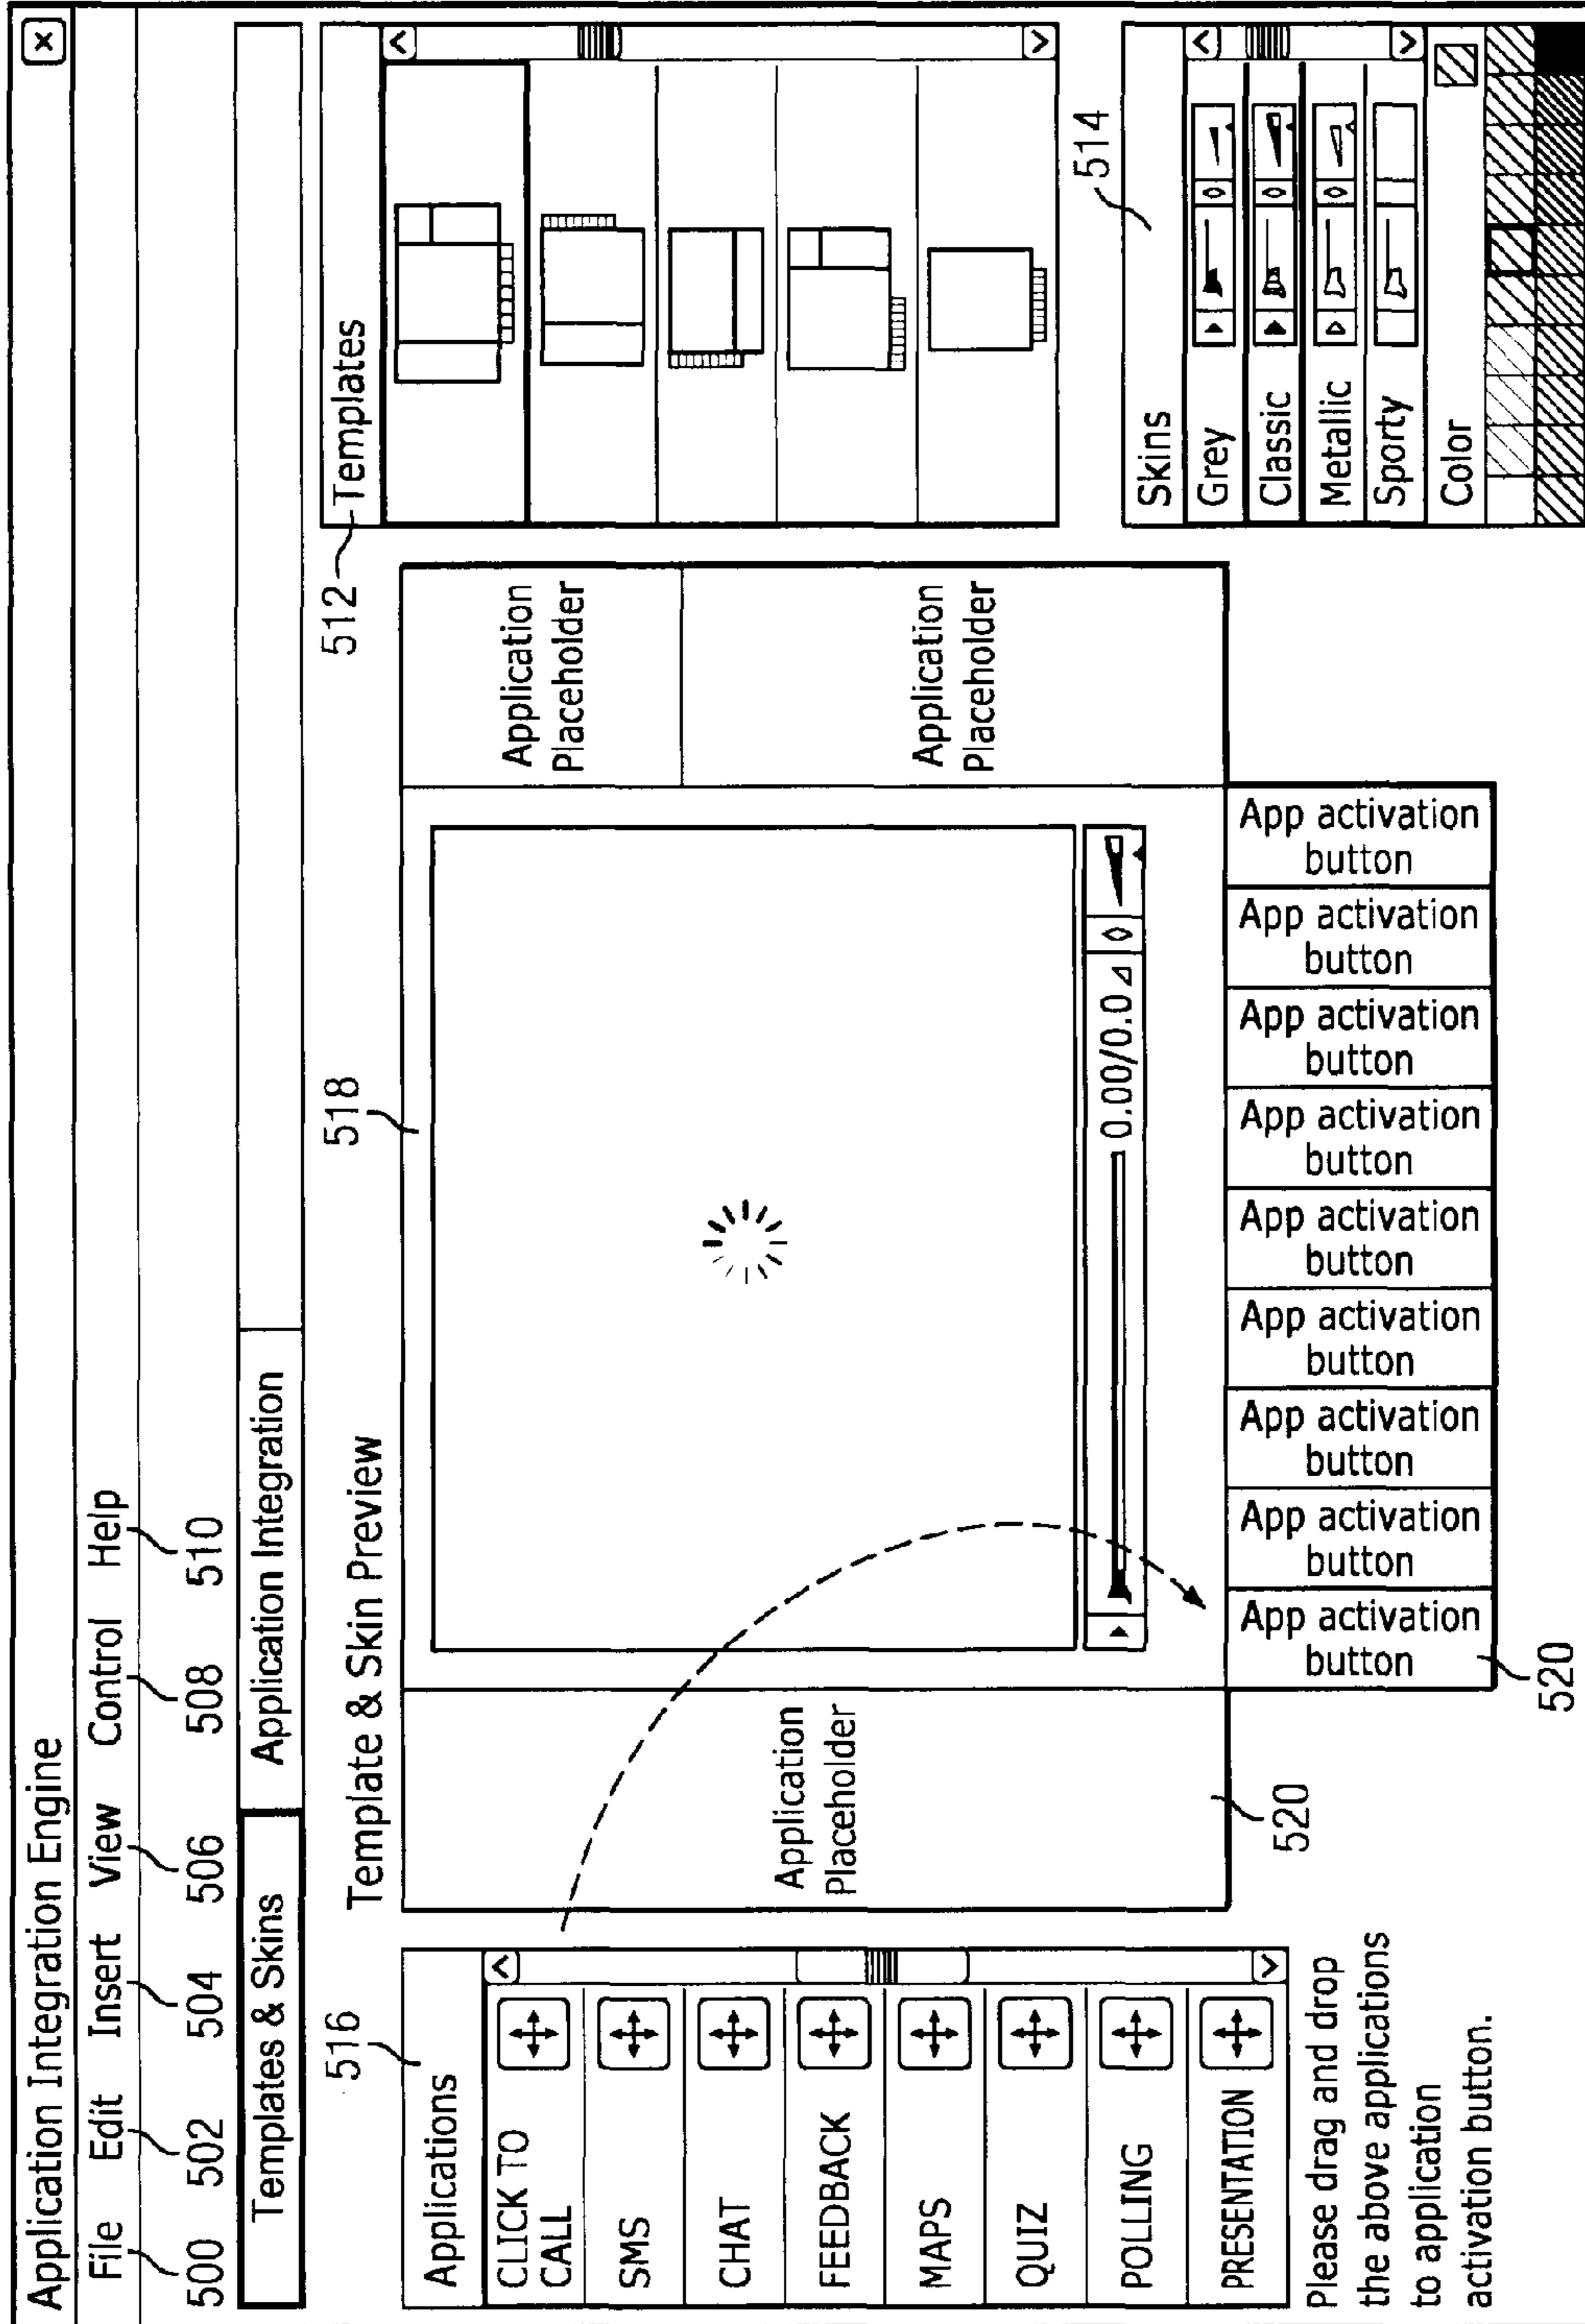 Application Integration Engine
File Edit Insert View Control Help
500 502 504 506 508 510
Templates & Skins
Application Integration
516
Applications
CLICK TO
CALL
SMS
CHAT
FEEDBACK
MAPS
QUIZ
POLLING
PRESENTATION
Please drag and drop
the above applications
to application
activation button.
Template & Skin Preview
518
Application
Placeholder
520
0.00/0.0
Application
Placeholder
Application
Placeholder
App activation
button
App activation
button
App activation
button
App activation
button
App activation
button
App activation
button
App activation
button
App activation
button
App activation
button
520
512
Templates
514
Skins
Grey
Classic
Metallic
Sporty
Color